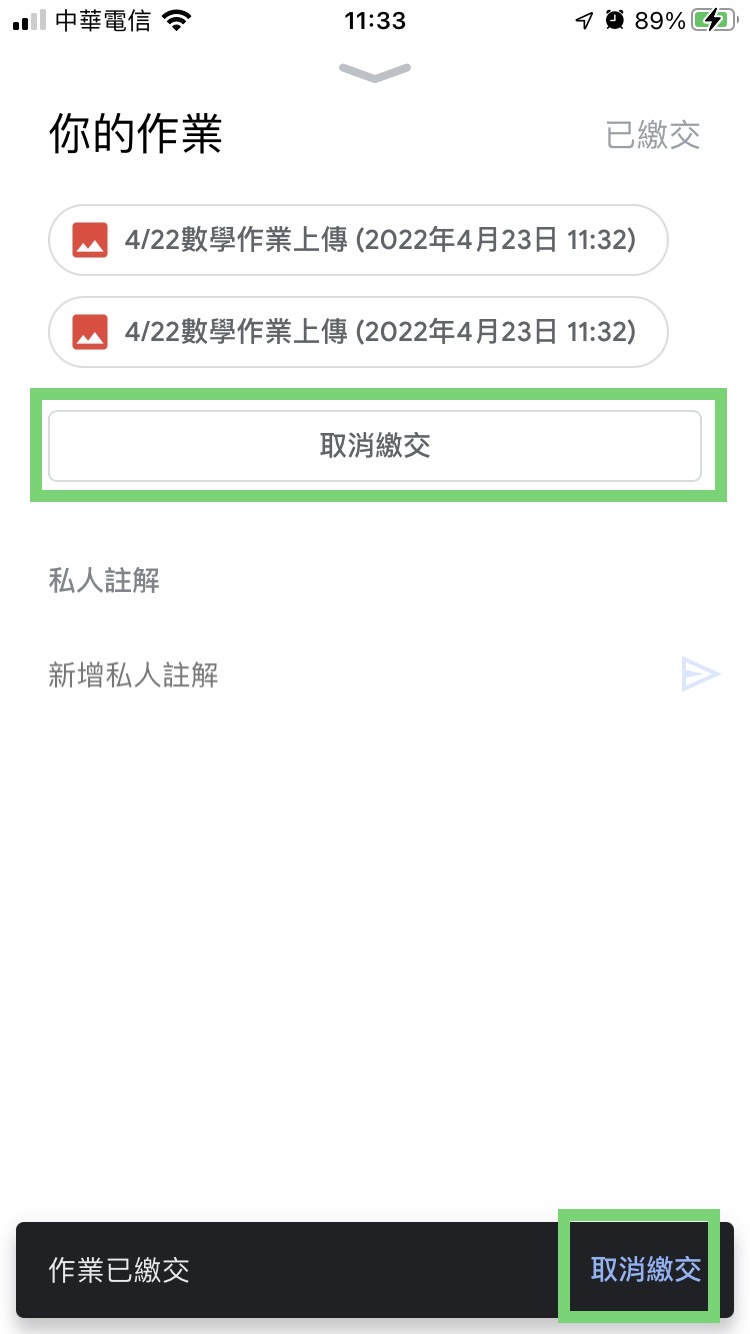 中華電信 11:33 89%
你的作業 已繳交
4/22數學作業上傳 (2022年4月23日 11:32)
4/22數學作業上傳 (2022年4月23日 11:32)
取消繳交
私人註解
新增私人註解
作業已繳交 取消繳交